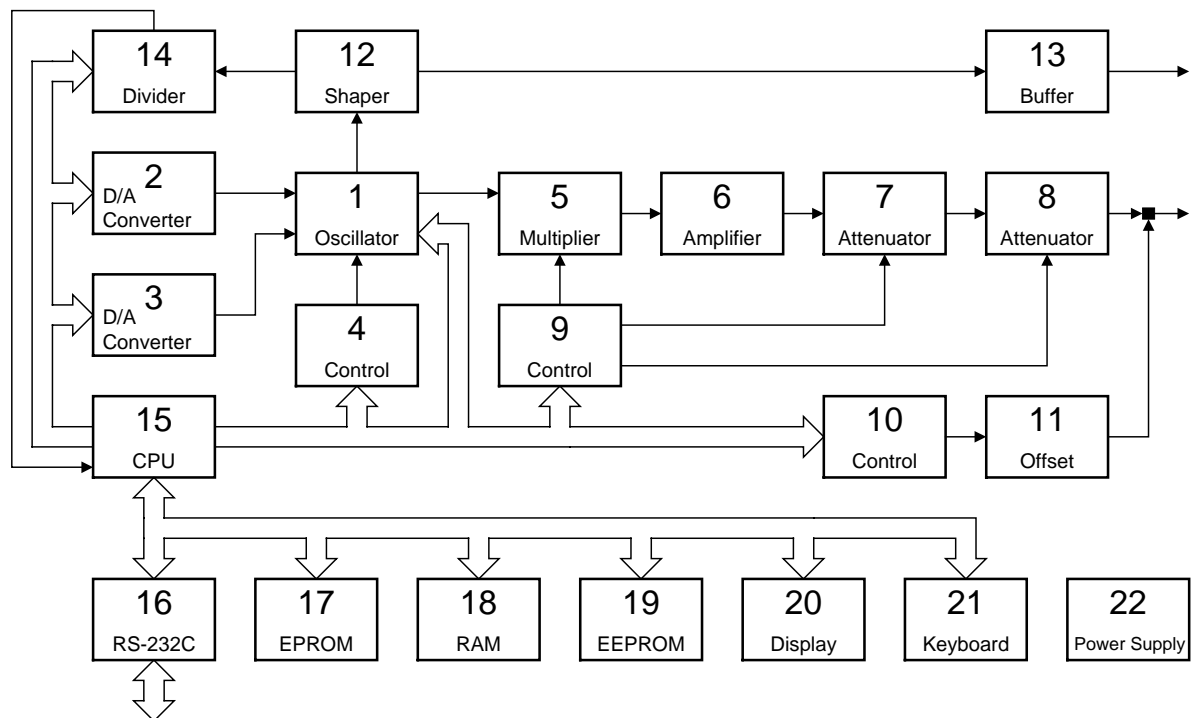 14
Divider
12
Shaper
13
Buffer
2
D/A
Converter
1
Oscillator
5
Multiplier
6
Amplifier
7
Attenuator
8
Attenuator
3
D/A
Converter
4
Control
9
Control
15
CPU
10
Control
11
Offset
16
RS-232C
17
EPROM
18
RAM
19
EEPROM
20
Display
21
Keyboard
22
Power Supply